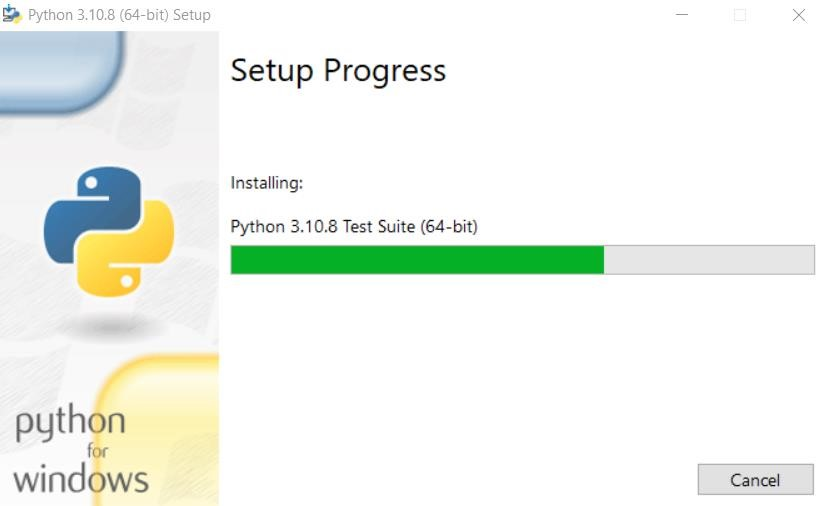 Python 3.10.8 (64-bit) Setup
Setup Progress
Installing:
Python 3.10.8 Test Suite (64-bit)
python
for
windows
Cancel